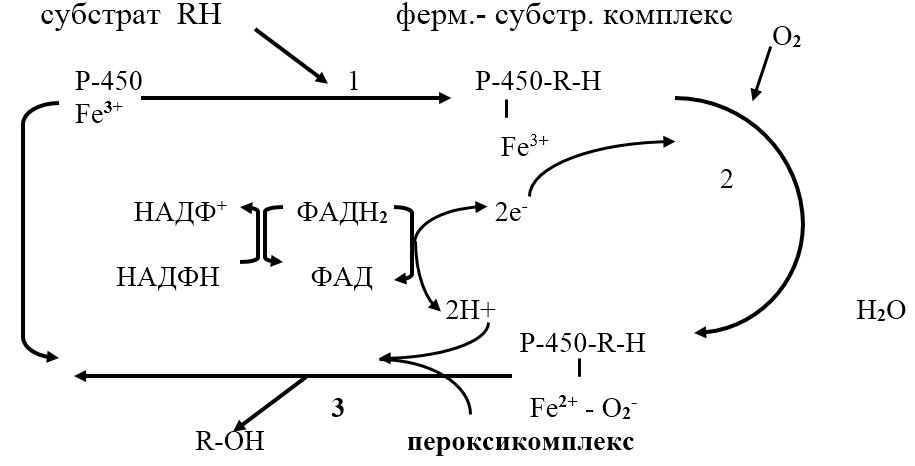 субстрат RH
ферм.- субстр. комплекс
O₂
P-450
1
P-450-R-H
Fe³⁺
Fe³⁺
2
НАДФ⁺
ФАДН₂
2e⁻
НАДФН
ФАД
2H+
H₂O
P-450-R-H
3
Fe²⁺ - O₂⁻
R-OH
пероксикомплекс